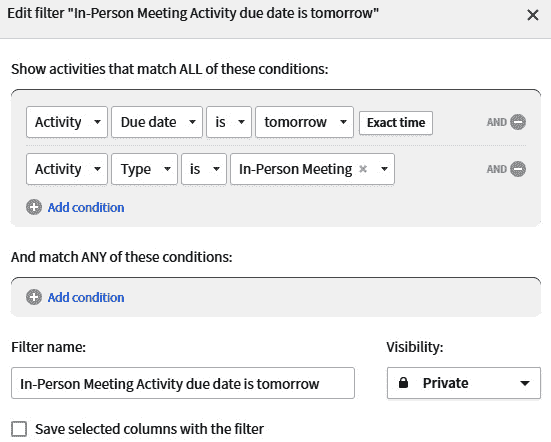 Edit filter "In-Person Meeting Activity due date is tomorrow"
Show activities that match ALL of these conditions:
Activity Due date is tomorrow Exact time AND
Activity Type is In-Person Meeting AND
Add condition
And match ANY of these conditions:
Add condition
Filter name: Visibility:
In-Person Meeting Activity due date is tomorrow Private
Save selected columns with the filter